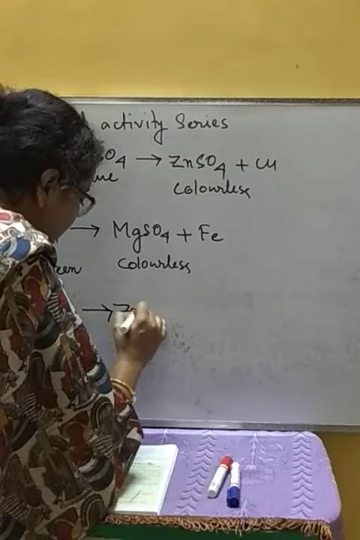 activity Series
SO4 → ZnSO4 + Cu
ue
Colourless
→ MgSO4 + Fe
een
Colourless
→ Z